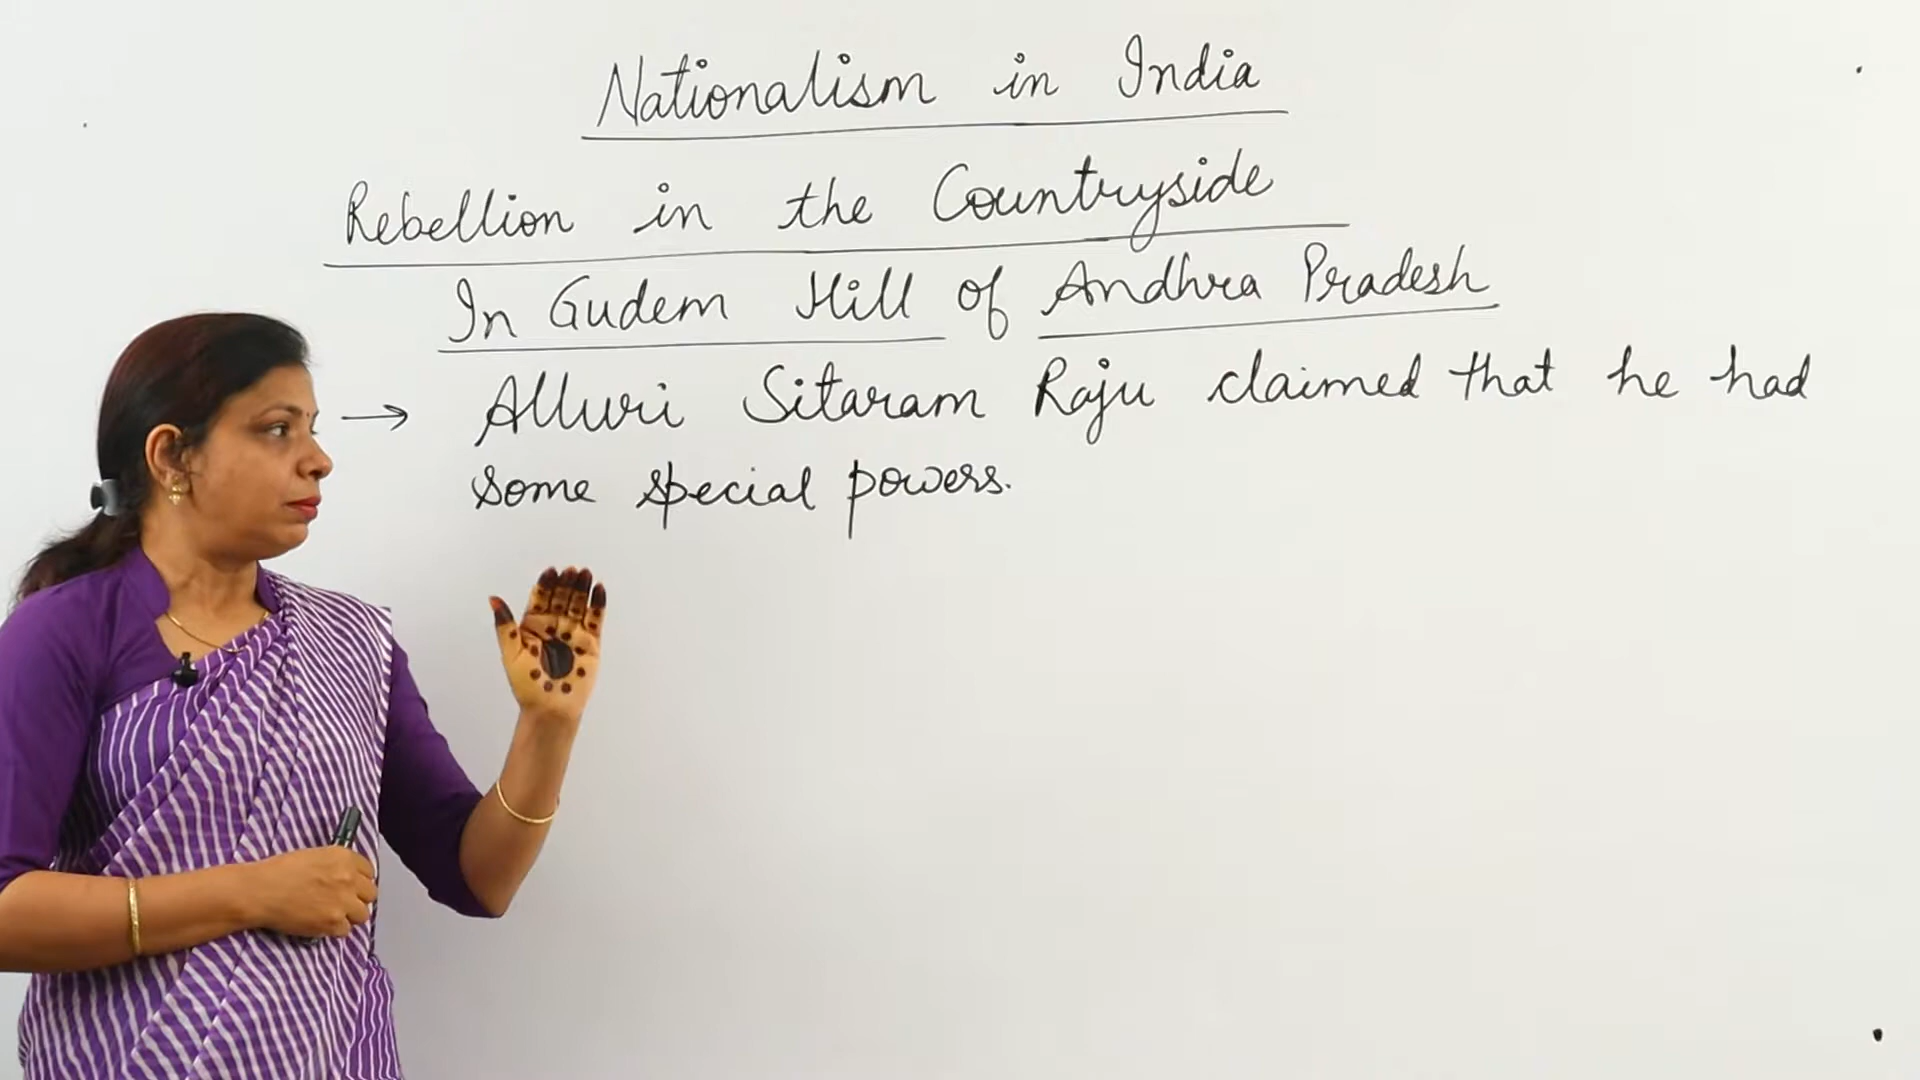 Nationalism in India
Rebellion in the Countryside
In Gudem Hill of Andhra Pradesh
→ Alluri Sitaram Raju claimed that he had
some special powers.